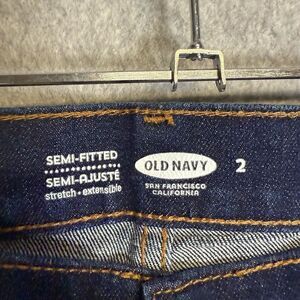 SEMI-FITTED
SEMI-AJUSTÉ
stretch • extensible
OLD NAVY
SAN FRANCISCO
CALIFORNIA
2